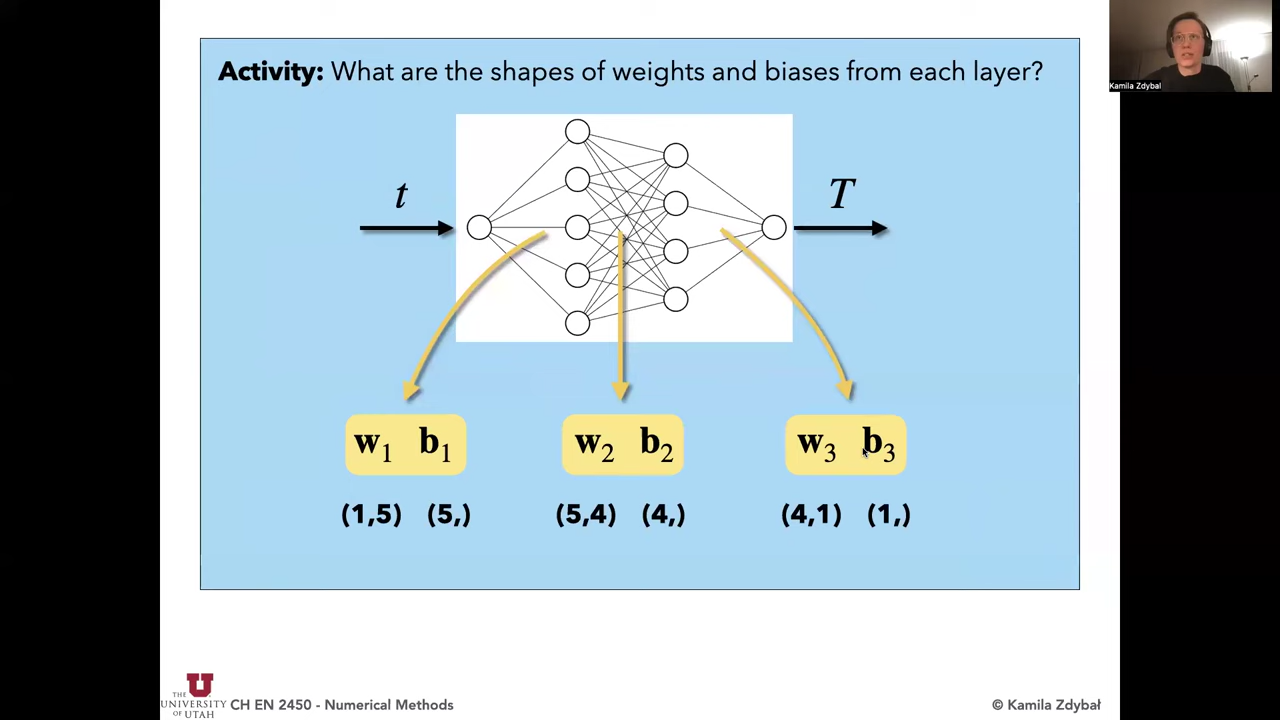 Activity: What are the shapes of weights and biases from each layer?
Kamila Zdybal
t
T
w1 b1
w2 b2
w3 b3
(1,5) (5,)
(5,4) (4,)
(4,1) (1,)
THE
UNIVERSITY
OF UTAH
CH EN 2450 - Numerical Methods
© Kamila Zdybał